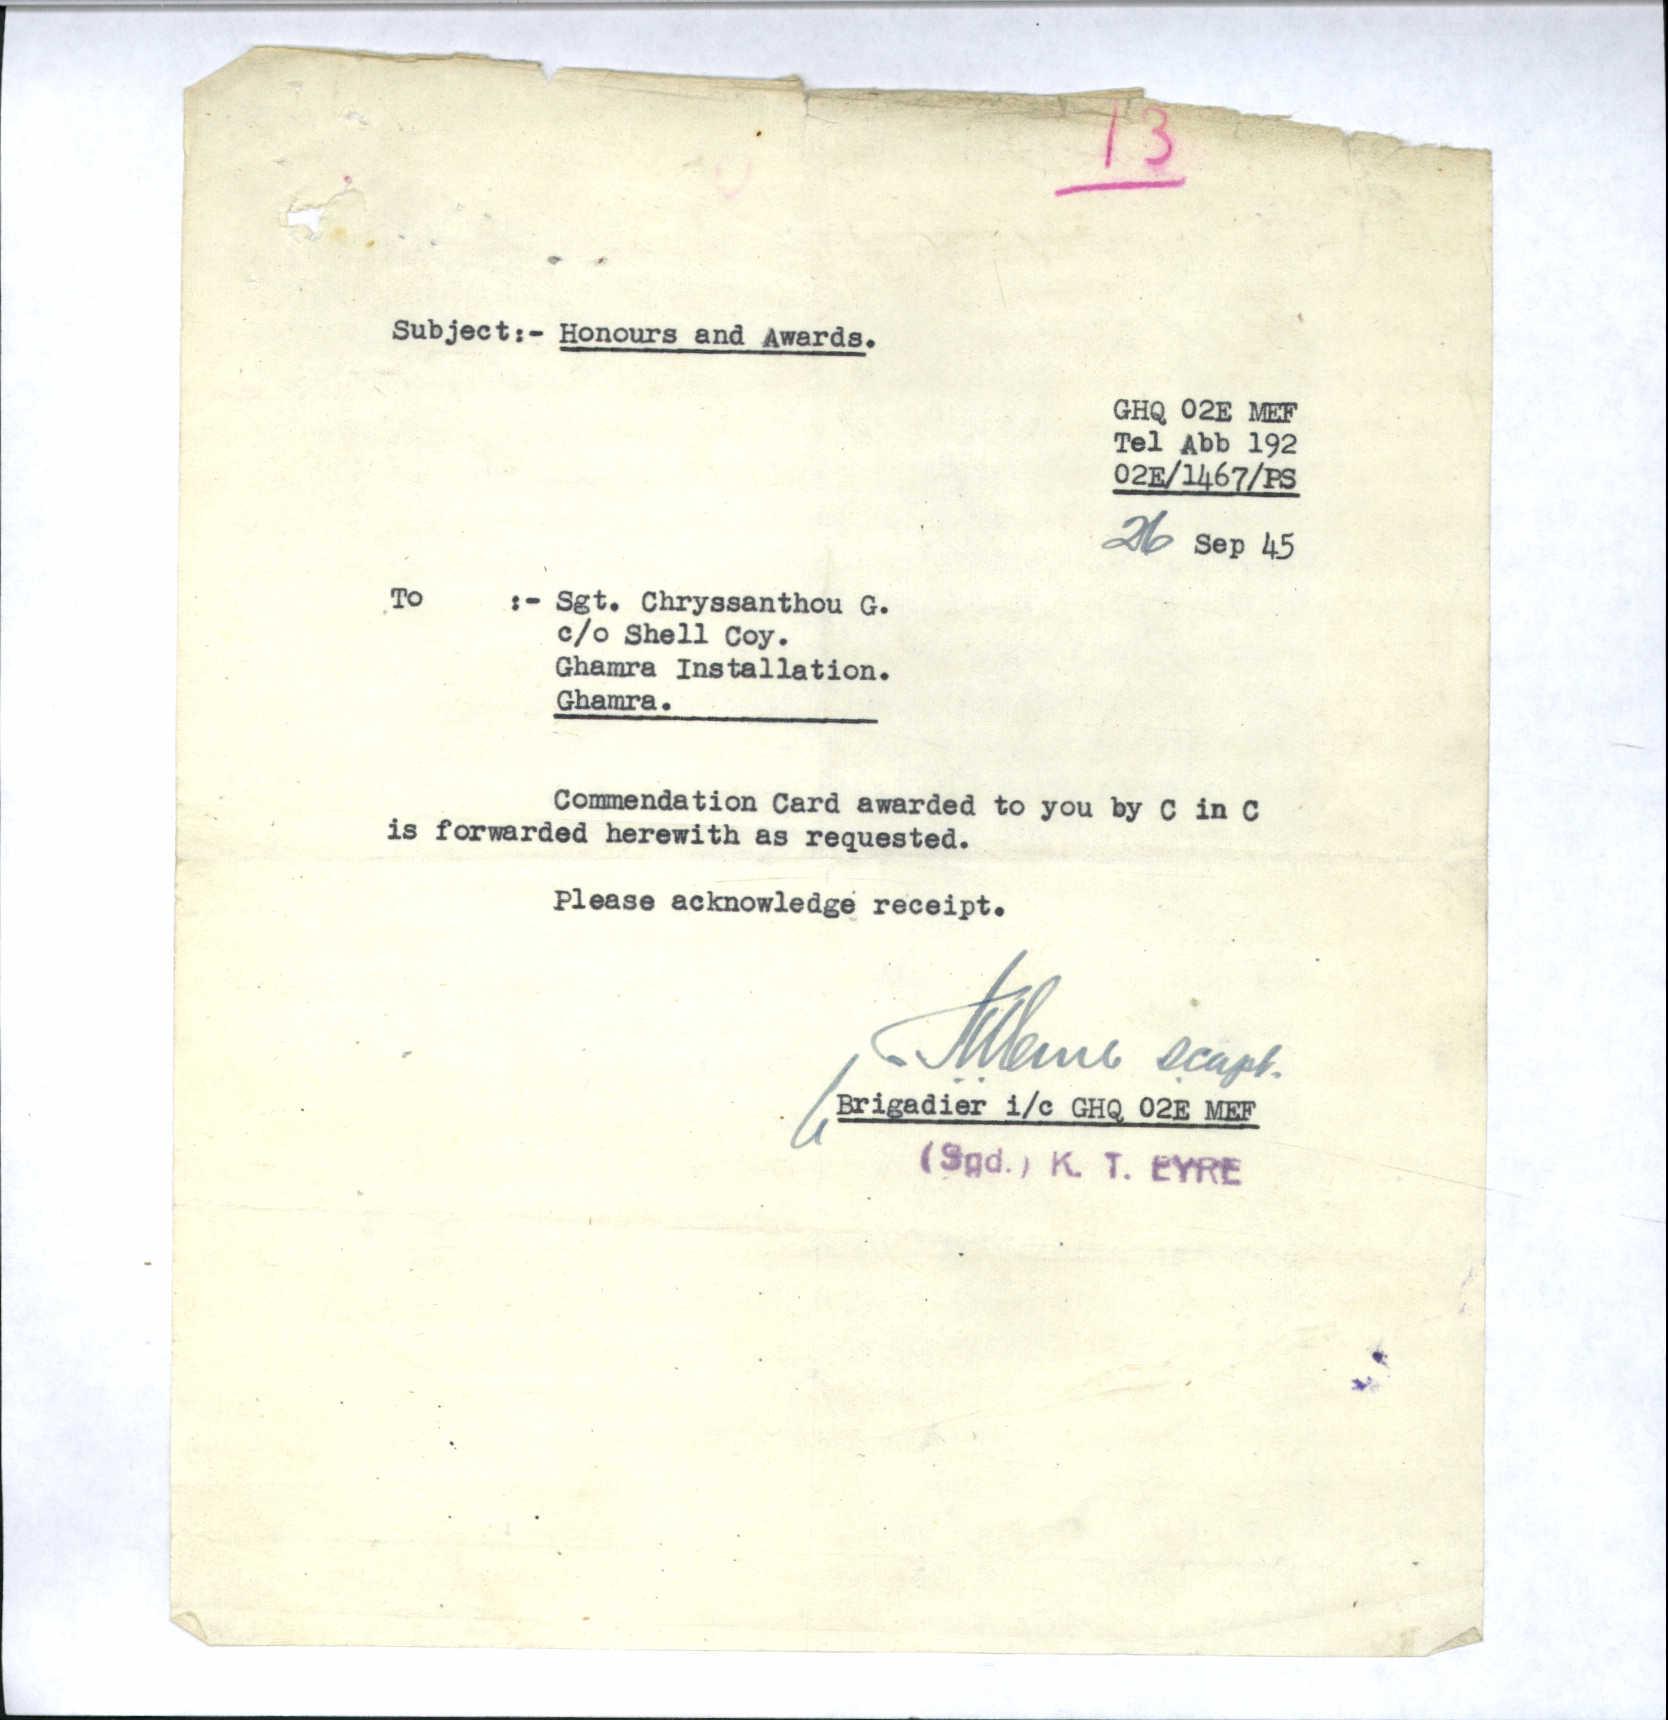 13
Subject:- Honours and Awards.
GHQ 02E MEF
Tel Abb 192
02E/1467/PS
26 Sep 45
To :- Sgt. Chryssanthou G.
c/o Shell Coy.
Ghamra Installation.
Ghamra.
Commendation Card awarded to you by C in C
is forwarded herewith as requested.
Please acknowledge receipt.
Brigadier i/c GHQ 02E MEF
(Sgd.) K. T. EYRE